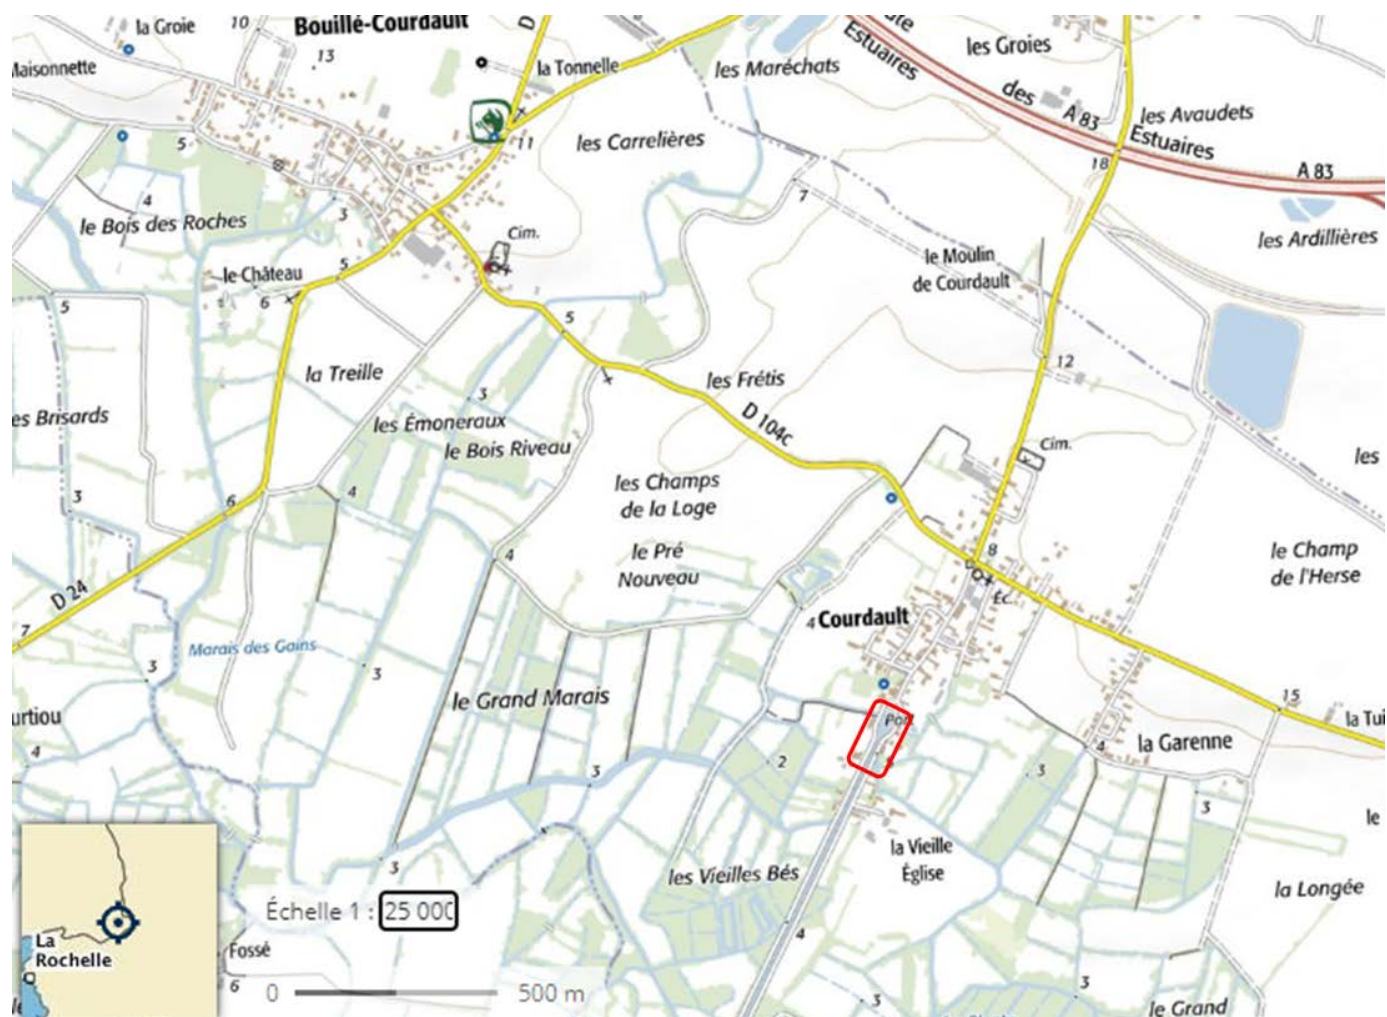 la Groie
10
Bouillé-Courdault
D
13
Maisonnette
la Tonnelle
les Maréchats
Estuaires
des
A 83
Estuaires
les Groies
les Avaudets
18
A 83
les Ardillières
5
11
les Carrelières
4
3
le Bois des Roches
7
Cim.
le Château
5
6
le Moulin
de Courdault
5
5
12
la Treille
les Frétis
D 104c
3
es Brisards
les Émoneraux
le Bois Riveau
Cim.
les
les Champs
de la Loge
3
4
6
le Pré
Nouveau
4
8
le Champ
de l'Herse
Éc.
D 24
7
4
Courdault
Marais des Gains
3
3
le Grand Marais
15
urtiou
la Tui
Port
la Garenne
4
4
2
3
3
3
3
la Vieille
Église
le
les Vieilles Bés
la Longée
Échelle 1 : 25 000
4
La
Rochelle
Fossé
6
0
500 m
3
3
le Grand